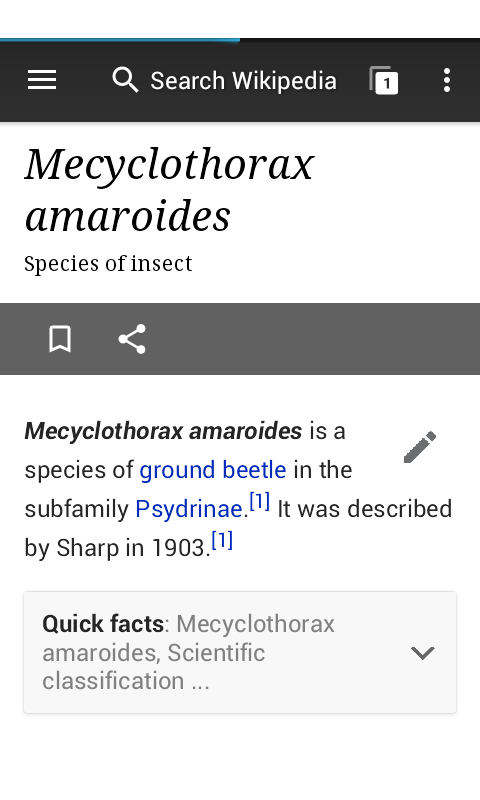 Search Wikipedia
1
Mecyclothorax
amaroides
Species of insect
Mecyclothorax amaroides is a
species of ground beetle in the
subfamily Psydrinae.[1] It was described
by Sharp in 1903.[1]
Quick facts: Mecyclothorax
amaroides, Scientific
classification ...